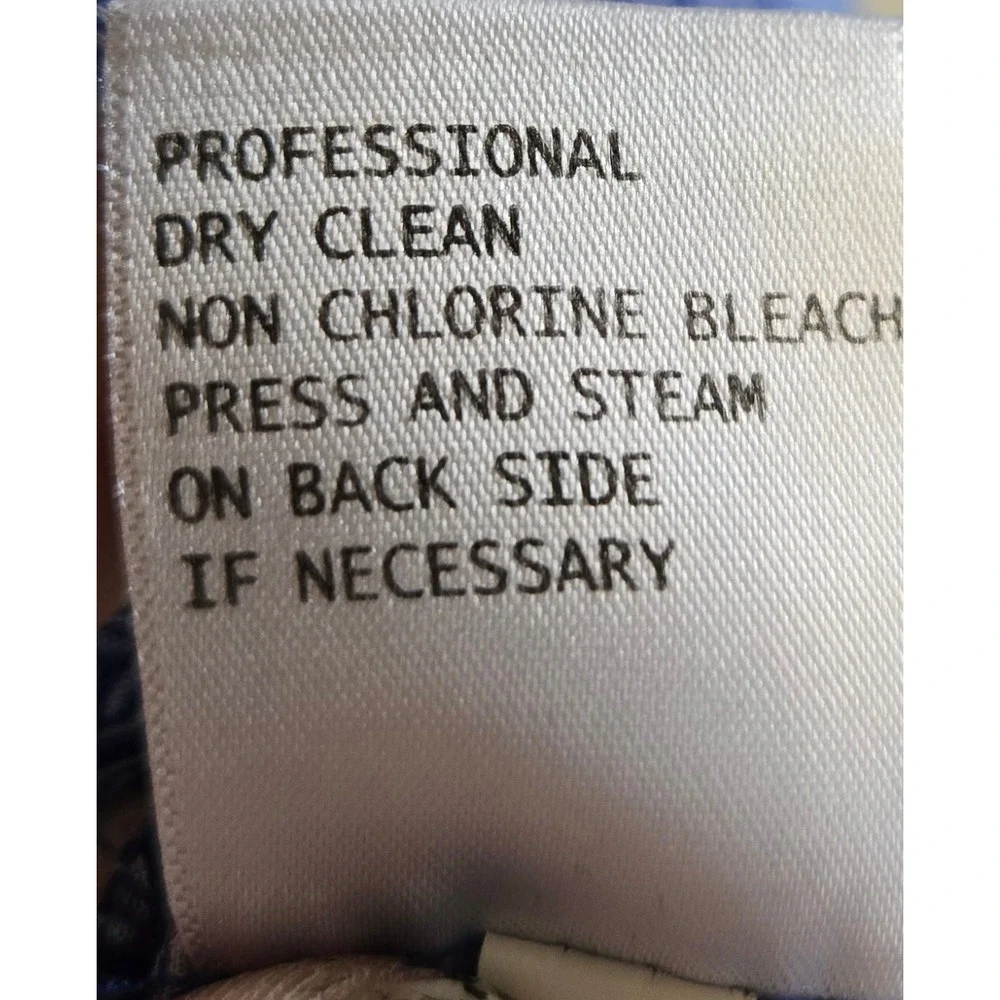 PROFESSIONAL
DRY CLEAN
NON CHLORINE BLEACH
PRESS AND STEAM
ON BACK SIDE
IF NECESSARY